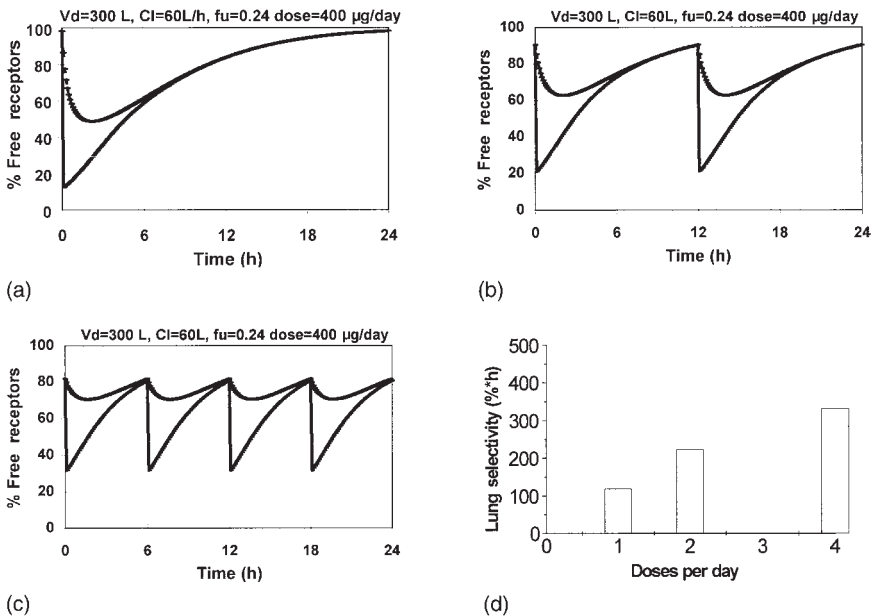 Vd=300 L, Cl=60L/h, fu=0.24 dose=400 µg/day
% Free receptors
100
80
60
40
20
0
0 6 12 18 24
Time (h)
(a)
Vd=300 L, Cl=60L, fu=0.24 dose=400 µg/day
% Free receptors
100
80
60
40
20
0
0 6 12 18 24
Time (h)
(b)
Vd=300 L, Cl=60L, fu=0.24 dose=400 µg/day
% Free receptors
100
80
60
40
20
0
0 6 12 18 24
Time (h)
(c)
Lung selectivity (%*h)
500
400
300
200
100
0
0 1 2 3 4
Doses per day
(d)